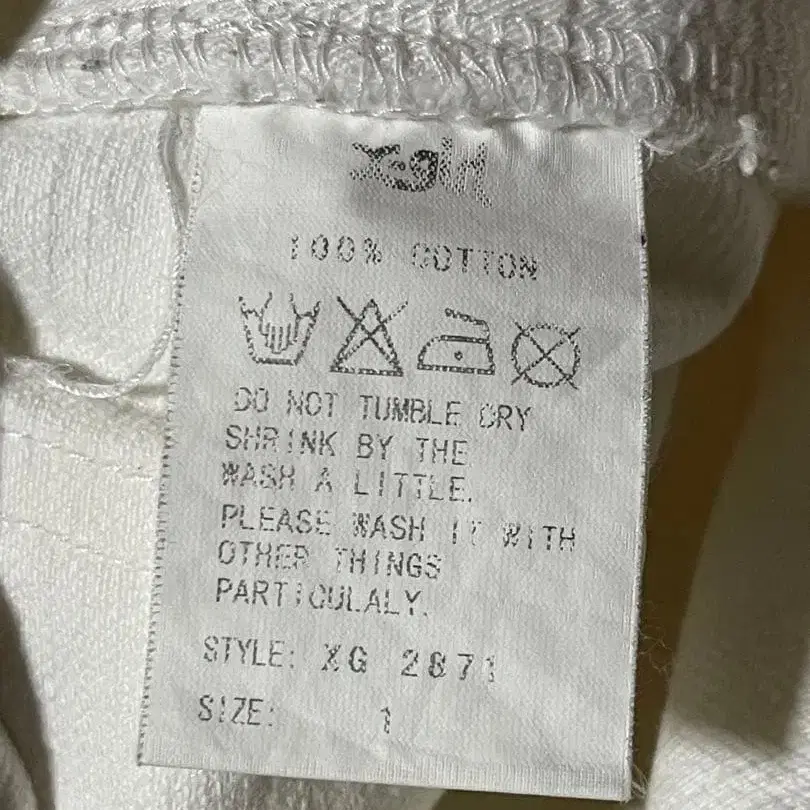 X-girl
100% COTTON
DO NOT TUMBLE DRY
SHRINK BY THE
WASH A LITTLE.
PLEASE WASH IT WITH
OTHER THINGS
PARTICULALY.
STYLE: XG 2871
SIZE: 1